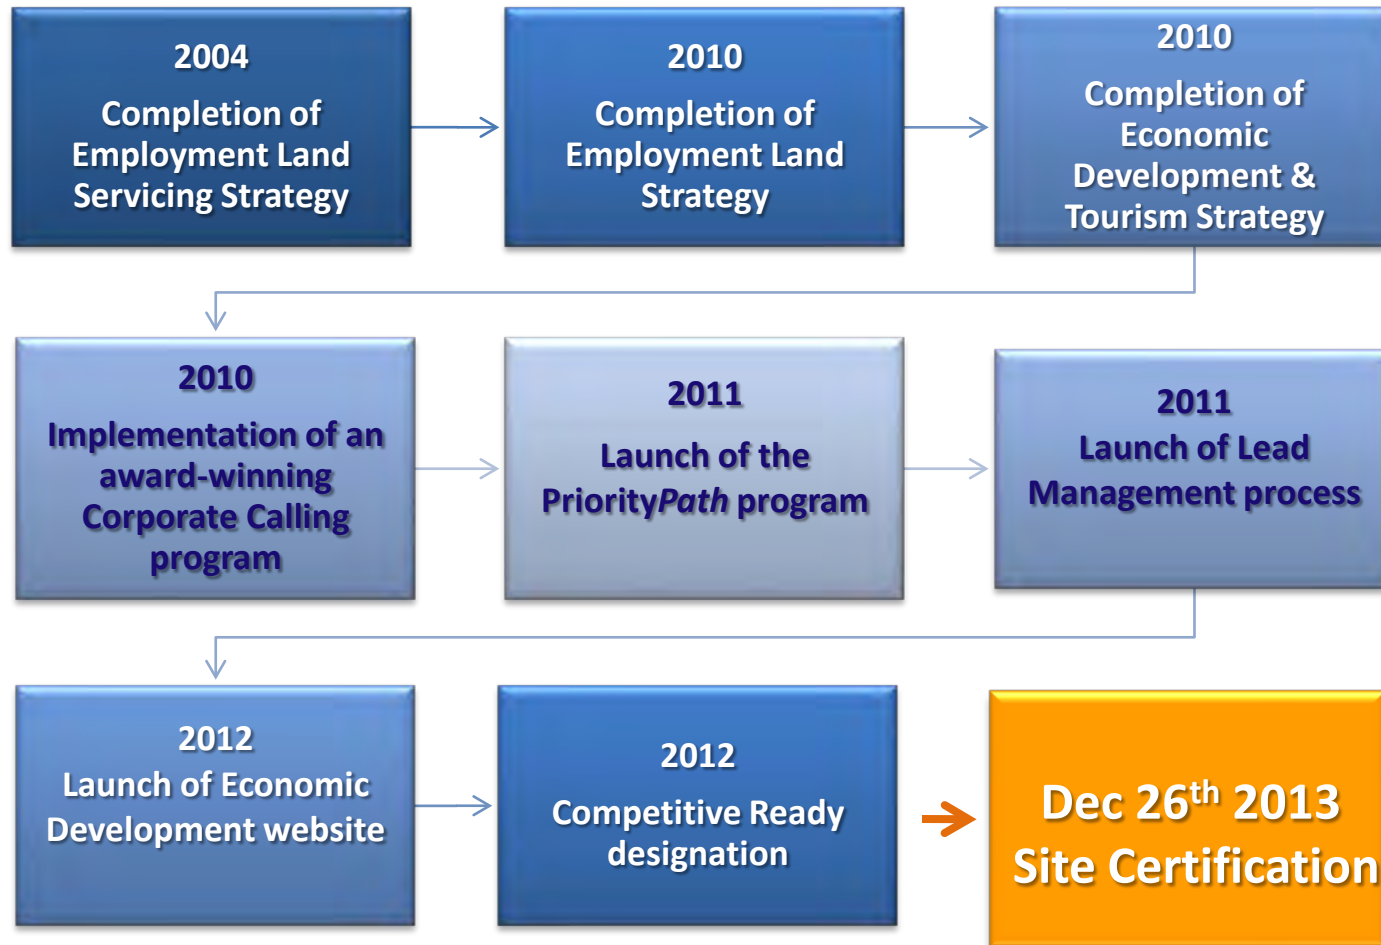 2004
Completion of
Employment Land
Servicing Strategy
2010
Completion of
Employment Land
Strategy
2010
Completion of
Economic
Development &
Tourism Strategy
2010
Implementation of an
award-winning
Corporate Calling
program
2011
Launch of the
PriorityPath program
2011
Launch of Lead
Management process
2012
Launch of Economic
Development website
2012
Competitive Ready
designation
Dec 26th 2013
Site Certification